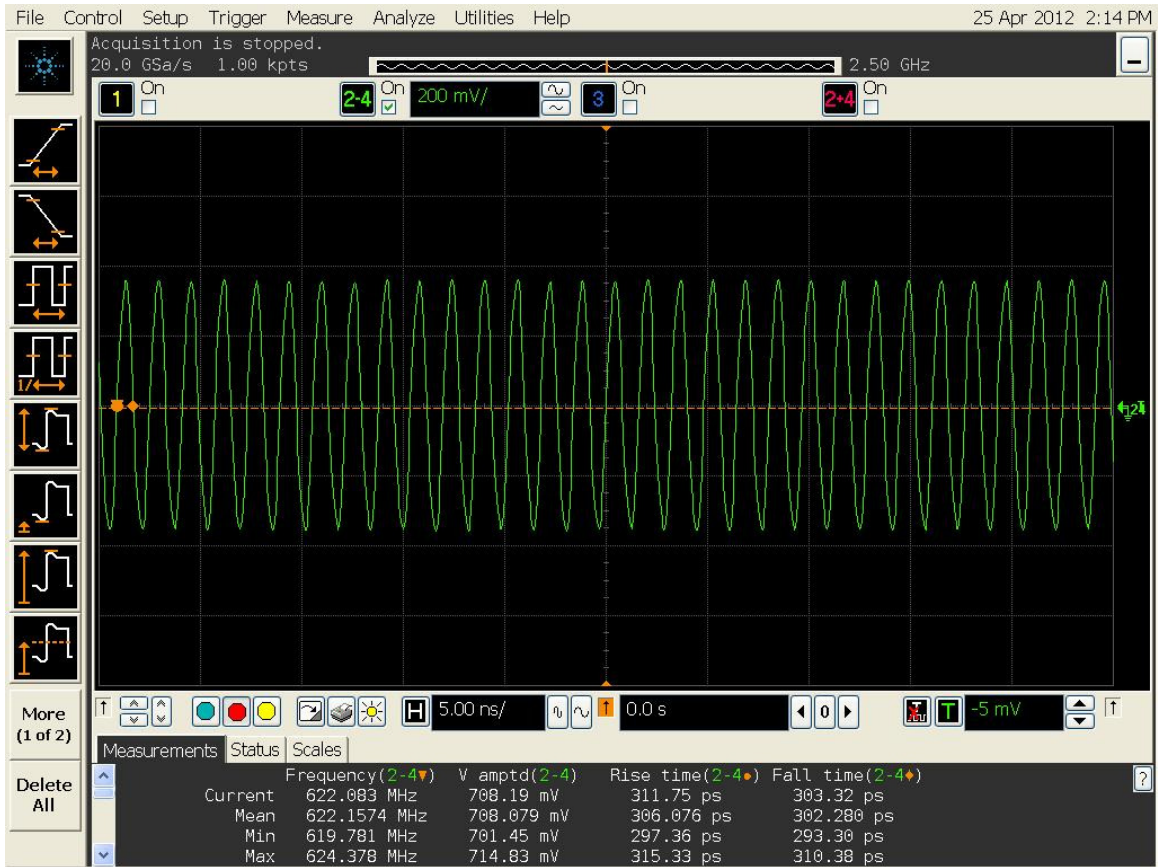 File Control Setup Trigger Measure Analyze Utilities Help 25 Apr 2012 2:14 PM
Acquisition is stopped.
20.0 GSa/s 1.00 kpts 2.50 GHz
1 On 2-4 On 200 mV/ 3 On 2+4 On
1/
More
(1 of 2)
Delete
All
H 5.00 ns/ 0.0 s 0 T -5 mV
Measurements Status Scales
Frequency(2-4) V amptd(2-4) Rise time(2-4) Fall time(2-4) ?
Current 622.083 MHz 708.19 mV 311.75 ps 303.32 ps
Mean 622.1574 MHz 708.079 mV 306.076 ps 302.280 ps
Min 619.781 MHz 701.45 mV 297.36 ps 293.30 ps
Max 624.378 MHz 714.83 mV 315.33 ps 310.38 ps